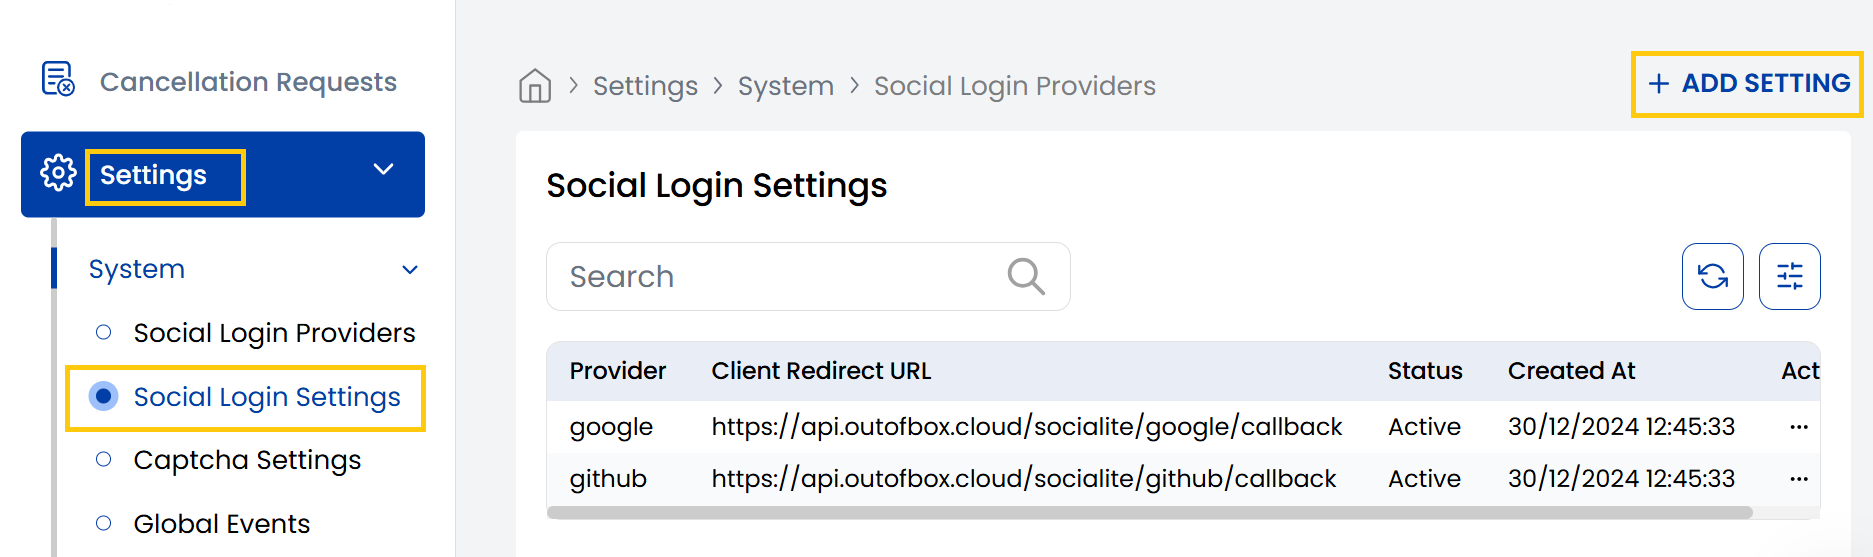 Cancellation Requests
Settings
System
Social Login Providers
Social Login Settings
Captcha Settings
Global Events
Settings > System > Social Login Providers
+ ADD SETTING
Social Login Settings
Search
Provider Client Redirect URL Status Created At Act
google https://api.outofbox.cloud/socialite/google/callback Active 30/12/2024 12:45:33 ···
github https://api.outofbox.cloud/socialite/github/callback Active 30/12/2024 12:45:33 ···